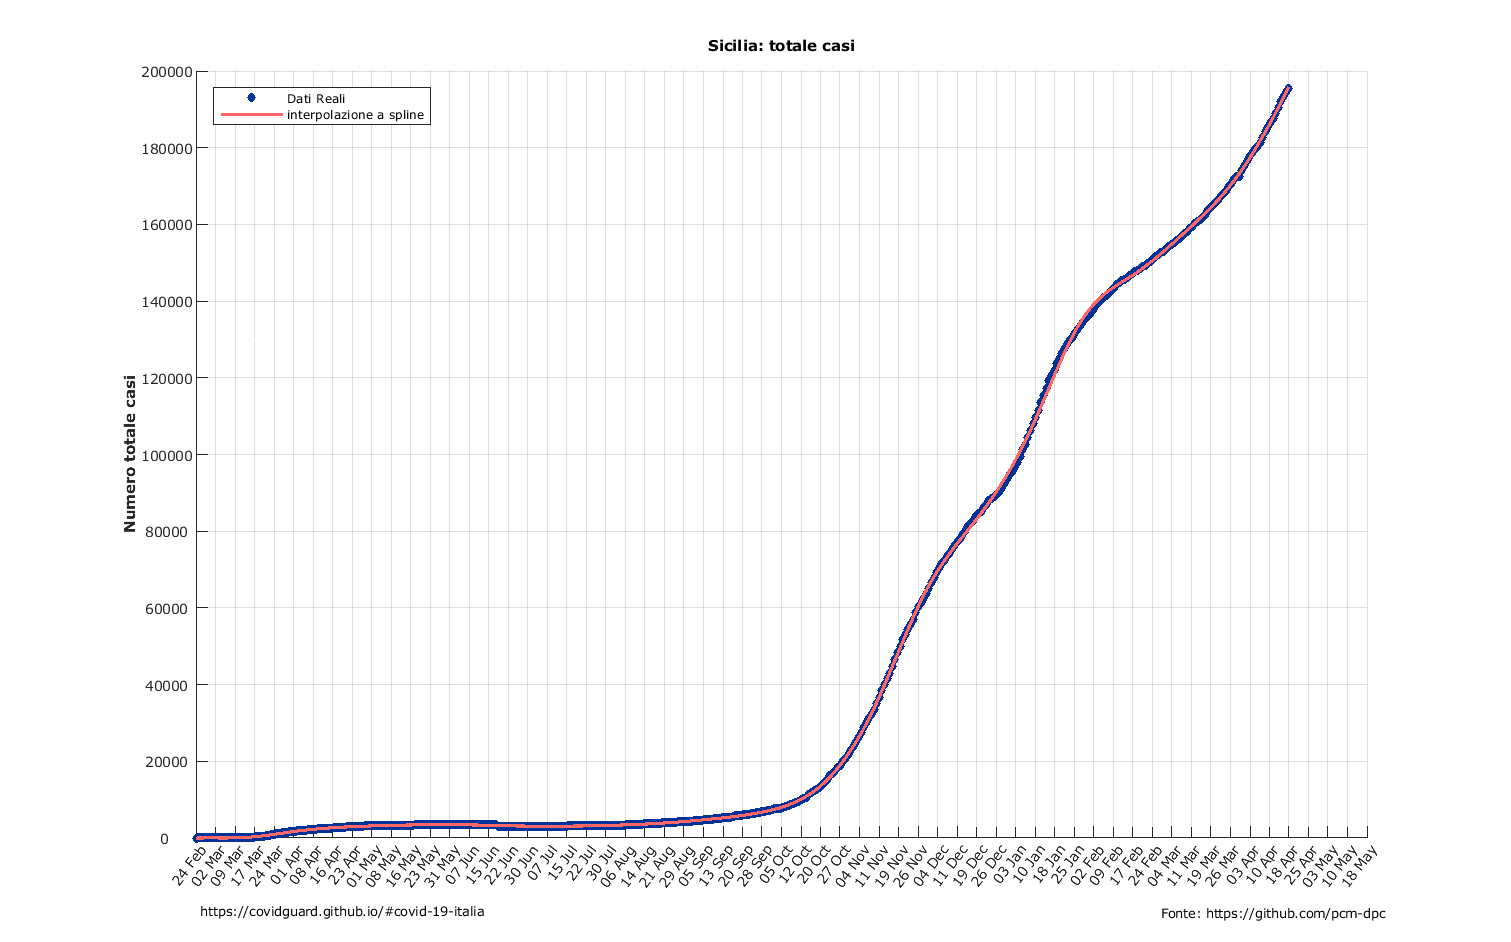 Sicilia: totale casi
Dati Reali
interpolazione a spline
Numero totale casi
200000
180000
160000
140000
120000
100000
80000
60000
40000
20000
0
24 Feb
02 Mar
09 Mar
17 Mar
24 Mar
01 Apr
08 Apr
16 Apr
23 Apr
01 May
08 May
16 May
23 May
31 May
07 Jun
15 Jun
22 Jun
30 Jun
07 Jul
15 Jul
22 Jul
30 Jul
06 Aug
14 Aug
21 Aug
29 Aug
05 Sep
13 Sep
20 Sep
28 Sep
05 Oct
12 Oct
20 Oct
27 Oct
04 Nov
11 Nov
19 Nov
26 Nov
04 Dec
11 Dec
19 Dec
26 Dec
03 Jan
10 Jan
18 Jan
25 Jan
02 Feb
09 Feb
17 Feb
24 Feb
04 Mar
11 Mar
19 Mar
26 Mar
03 Apr
10 Apr
18 Apr
25 Apr
03 May
10 May
18 May
https://covidguard.github.io/#covid-19-italia
Fonte: https://github.com/pcm-dpc